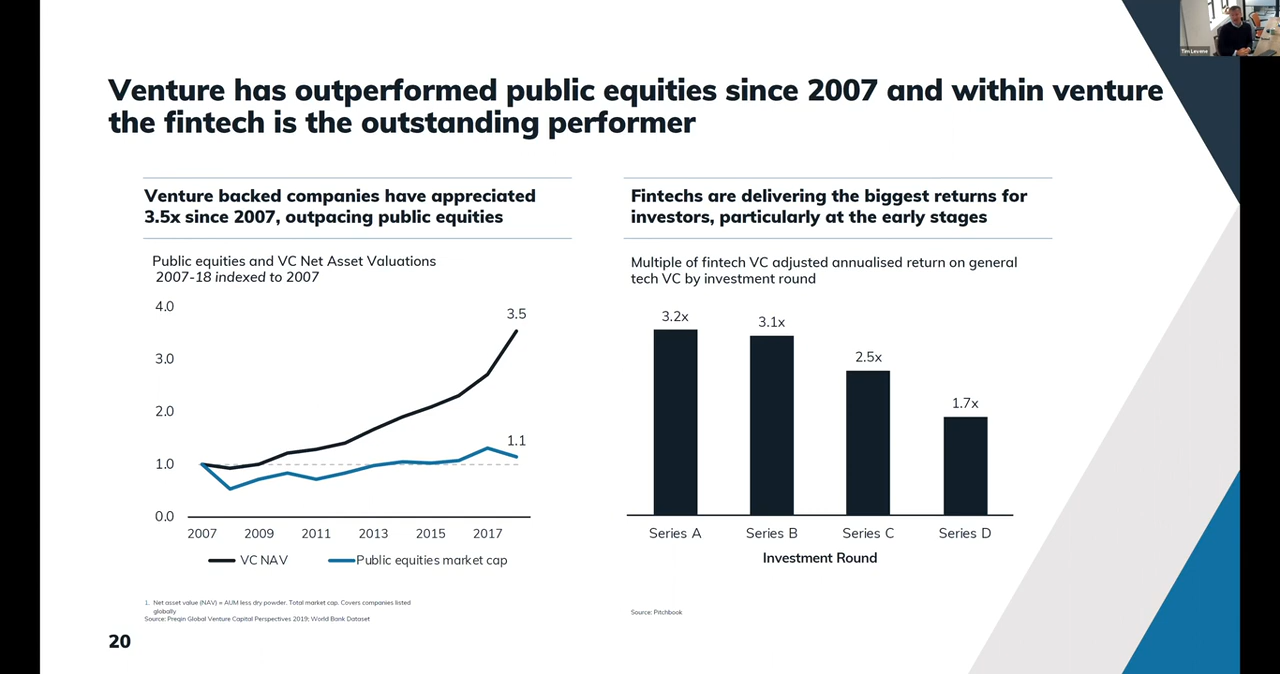 Tim Levene
Venture has outperformed public equities since 2007 and within venture
the fintech is the outstanding performer
Venture backed companies have appreciated
3.5x since 2007, outpacing public equities
Public equities and VC Net Asset Valuations
2007-18 indexed to 2007
4.0
3.0
2.0
1.0
0.0
3.5
1.1
2007
2009
2011
2013
2015
2017
VC NAV
Public equities market cap
1. Net asset value (NAV) = AUM less dry powder. Total market cap. Covers companies listed
globally
Source: Preqin Global Venture Capital Perspectives 2019; World Bank Dataset
Fintechs are delivering the biggest returns for
investors, particularly at the early stages
Multiple of fintech VC adjusted annualised return on general
tech VC by investment round
3.2x
3.1x
2.5x
1.7x
Series A
Series B
Series C
Series D
Investment Round
Source: Pitchbook
20